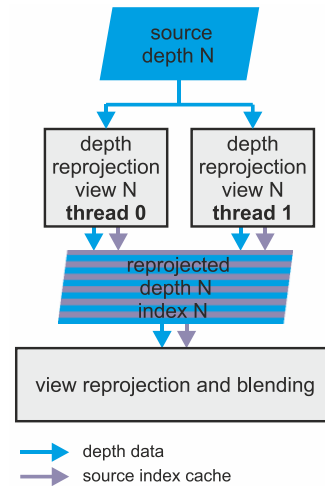 source
depth N
depth
reprojection
view N
thread 0
depth
reprojection
view N
thread 1
reprojected
depth N
index N
view reprojection and blending
depth data
source index cache